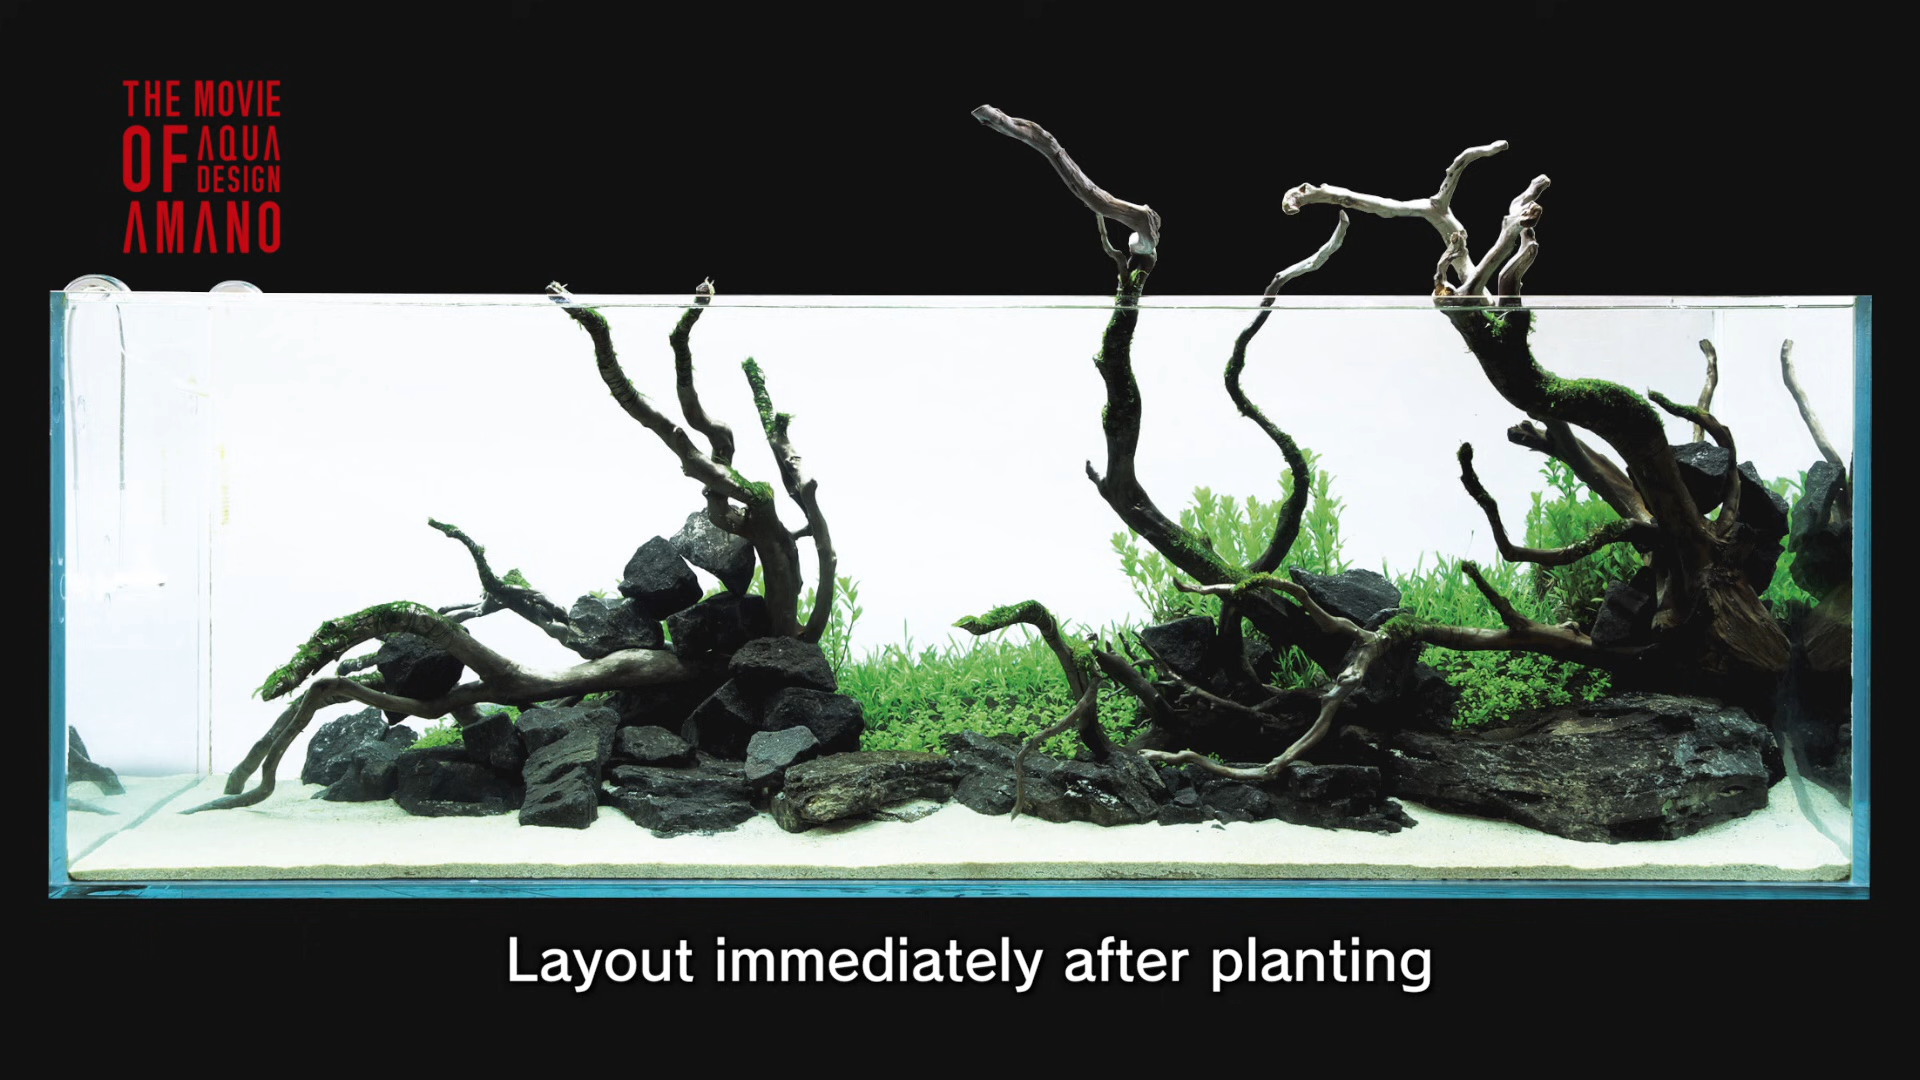 THE MOVIE
OF AQUA
DESIGN
AMANO
Layout immediately after planting